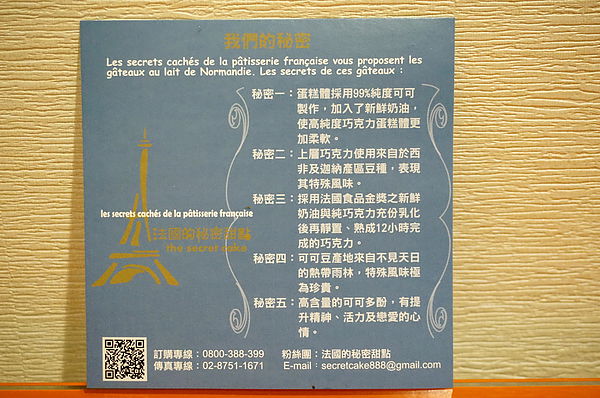 我們的秘密
Les secrets cachés de la pâtisserie française vous proposent les
gâteaux au lait de Normandie. Les secrets de ces gâteaux :
秘密一：蛋糕體採用99%純度可可
製作，加入了新鮮奶油，
使高純度巧克力蛋糕體更
加柔軟。
秘密二：上層巧克力使用來自於西
非及迦納產區豆種，表現
其特殊風味。
秘密三：採用法國食品金獎之新鮮
奶油與純巧克力充份乳化
後再靜置、熟成12小時完
成的巧克力。
秘密四：可可豆產地來自不見天日
的熱帶雨林，特殊風味極
為珍貴。
秘密五：高含量的可可多酚，有提
升精神、活力及戀愛的心
情。
les secrets cachés de la pâtisserie française
法國的秘密甜點
the secret cake
訂購專線：0800-388-399
傳真專線：02-8751-1671
粉絲團：法國的秘密甜點
E-mail：secretcake888@gmail.com